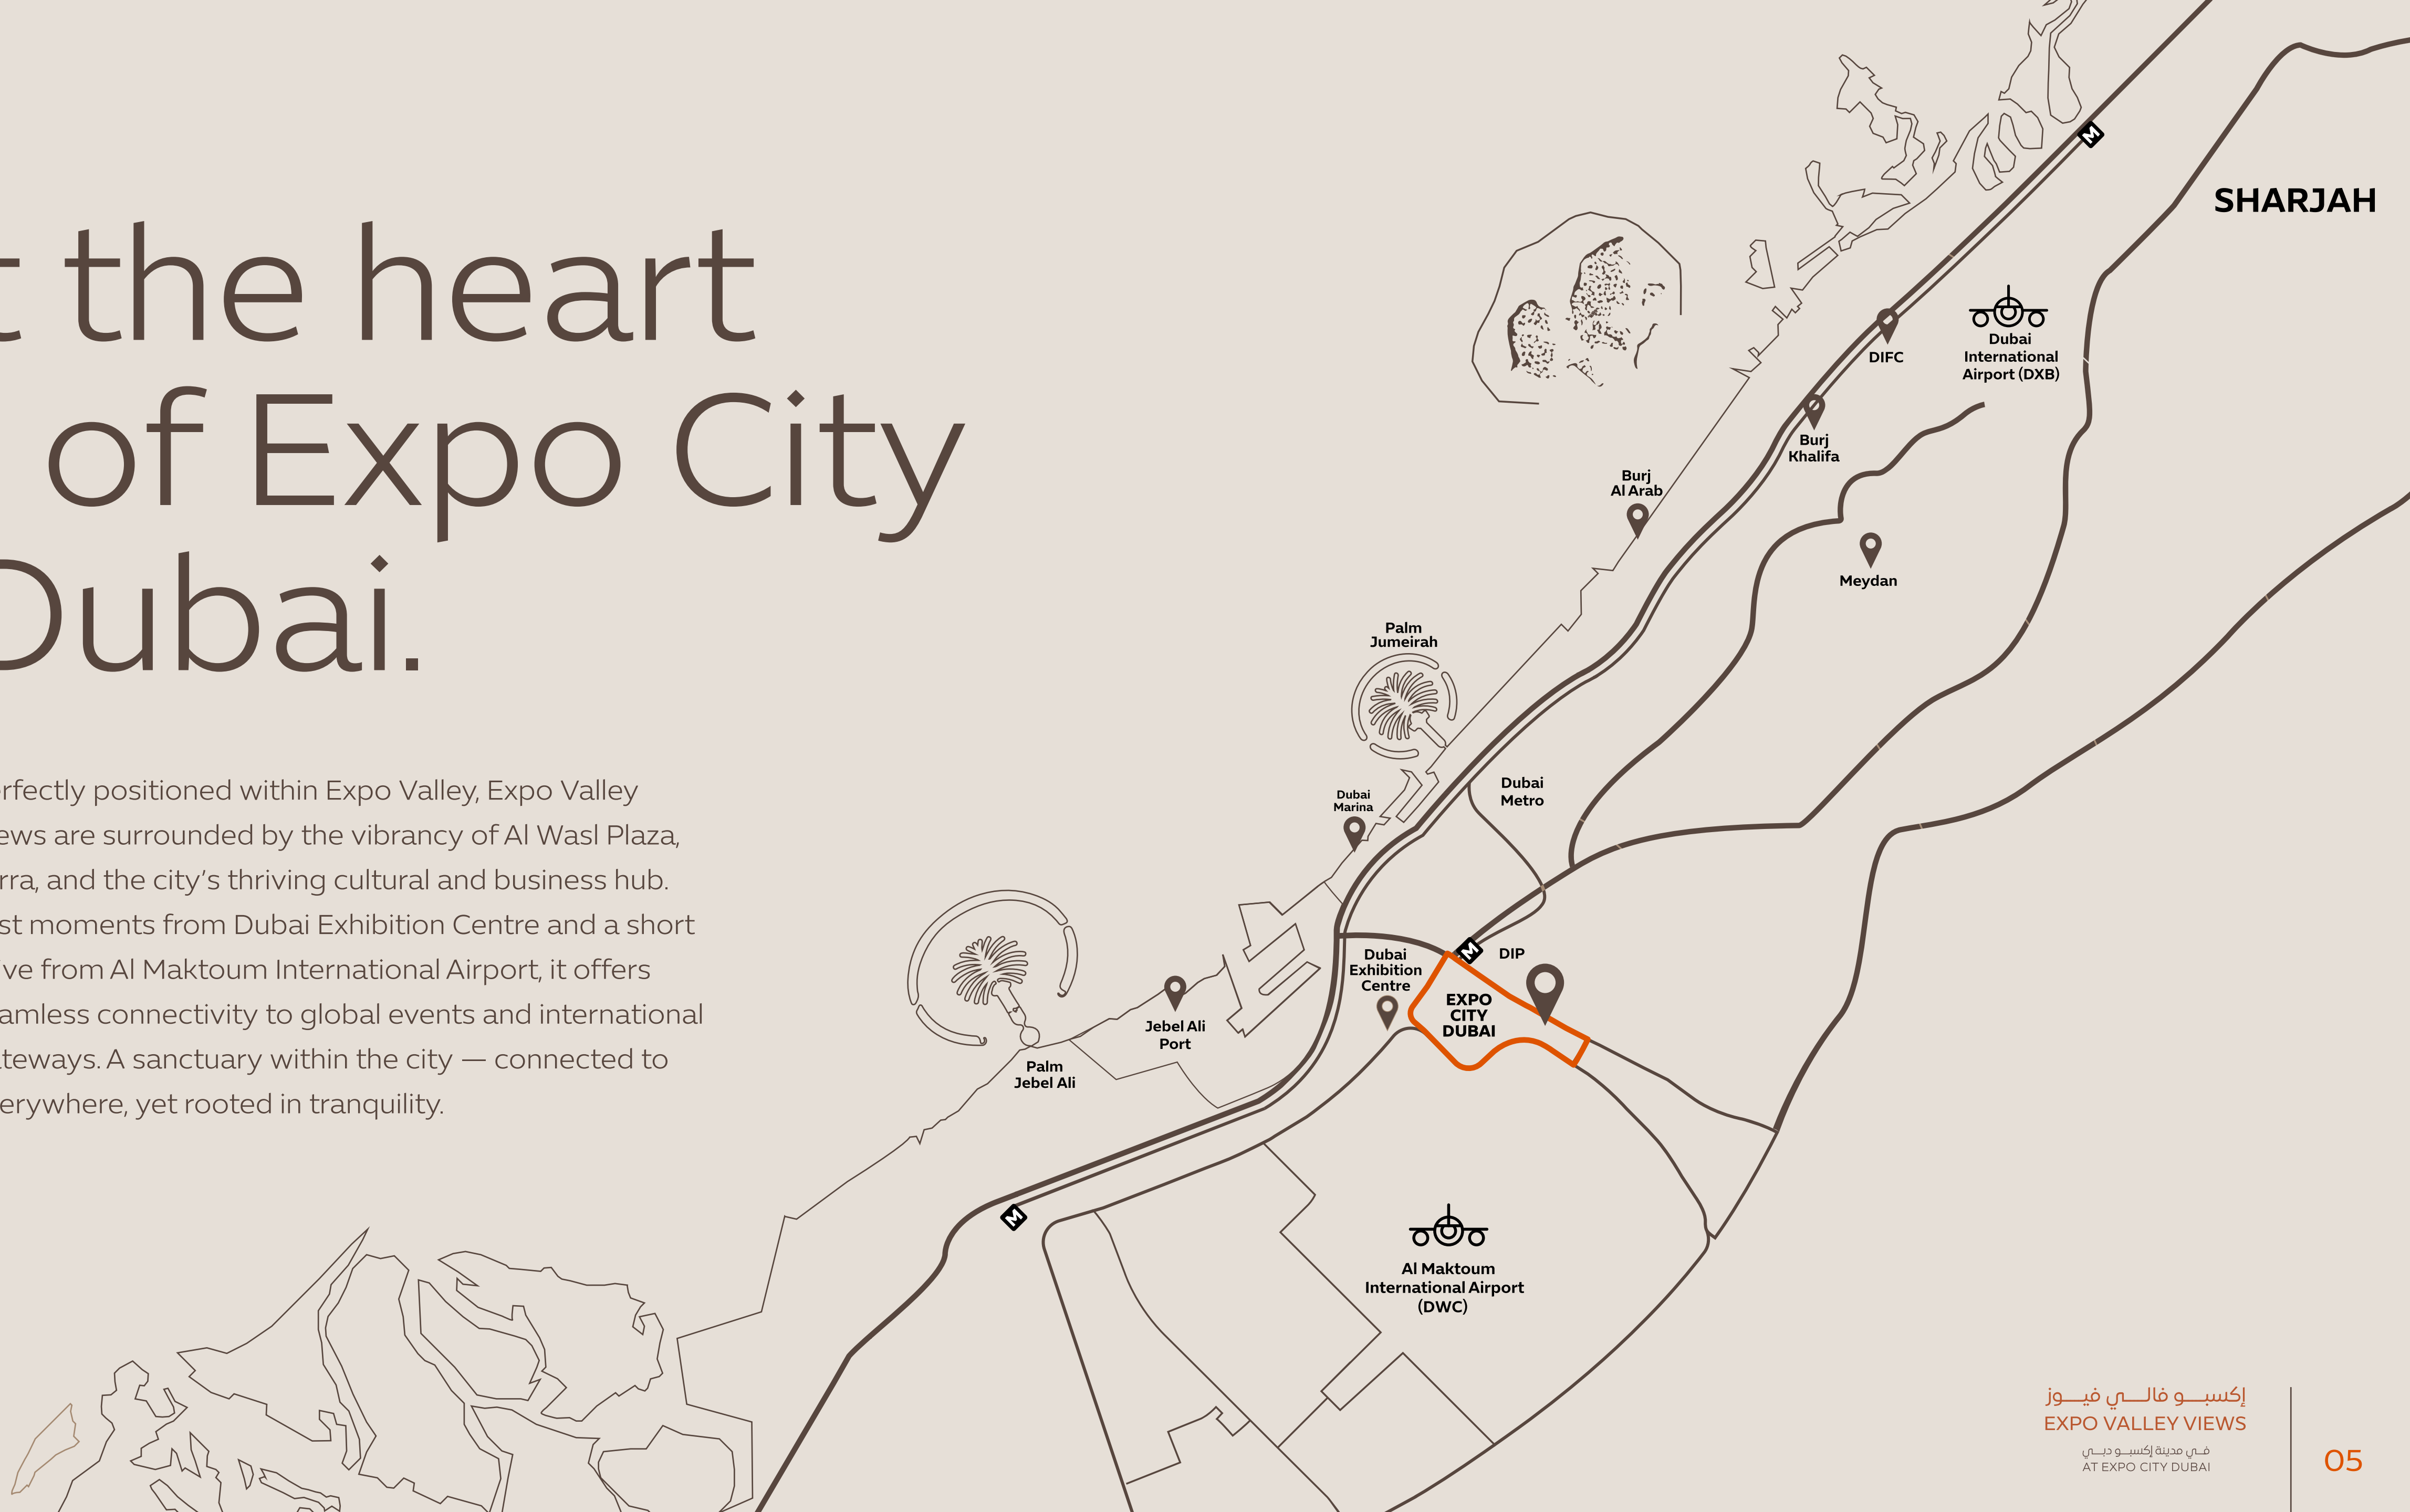 t the heart
of Expo City
Dubai.
rfectly positioned within Expo Valley, Expo Valley
ews are surrounded by the vibrancy of Al Wasl Plaza,
rra, and the city's thriving cultural and business hub.
st moments from Dubai Exhibition Centre and a short
ive from Al Maktoum International Airport, it offers
amless connectivity to global events and international
ateways. A sanctuary within the city — connected to
erywhere, yet rooted in tranquility.
M
SHARJAH
Dubai
International
Airport (DXB)
DIFC
Burj
Khalifa
Burj
Al Arab
Meydan
Palm
Jumeirah
Dubai
Metro
Dubai
Marina
M
DIP
Dubai
Exhibition
Centre
EXPO
CITY
DUBAI
Jebel Ali
Port
Palm
Jebel Ali
M
Al Maktoum
International Airport
(DWC)
إكسبو فالي فيوز
EXPO VALLEY VIEWS
في مدينة إكسبو دبي
AT EXPO CITY DUBAI
05